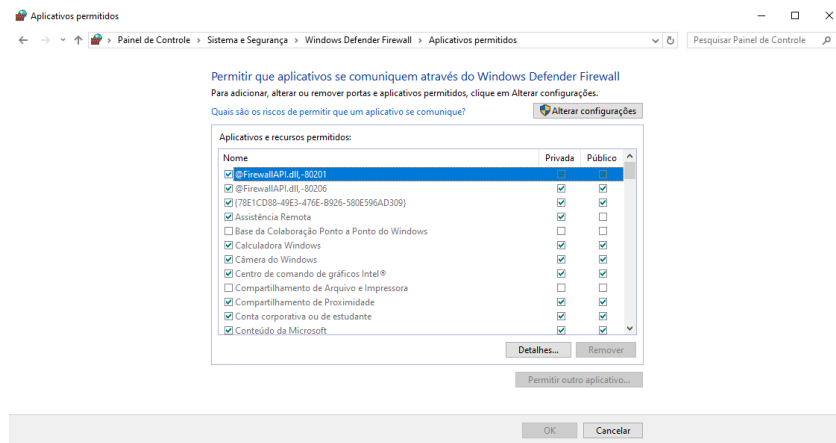 Aplicativos permitidos
Painel de Controle > Sistema e Segurança > Windows Defender Firewall > Aplicativos permitidos
Pesquisar Painel de Controle
Permitir que aplicativos se comuniquem através do Windows Defender Firewall
Para adicionar, alterar ou remover portas e aplicativos permitidos, clique em Alterar configurações.
Quais são os riscos de permitir que um aplicativo se comunique?
Alterar configurações
Aplicativos e recursos permitidos:
Nome Privada Público
@FirewallAPI.dll,-80201
@FirewallAPI.dll,-80206
{78E1CD88-49E3-476E-B926-580E596AD309}
Assistência Remota
Base da Colaboração Ponto a Ponto do Windows
Calculadora Windows
Câmera do Windows
Centro de comando de gráficos Intel®
Compartilhamento de Arquivo e Impressora
Compartilhamento de Proximidade
Conta corporativa ou de estudante
Conteúdo da Microsoft
Detalhes... Remover
Permitir outro aplicativo...
OK Cancelar